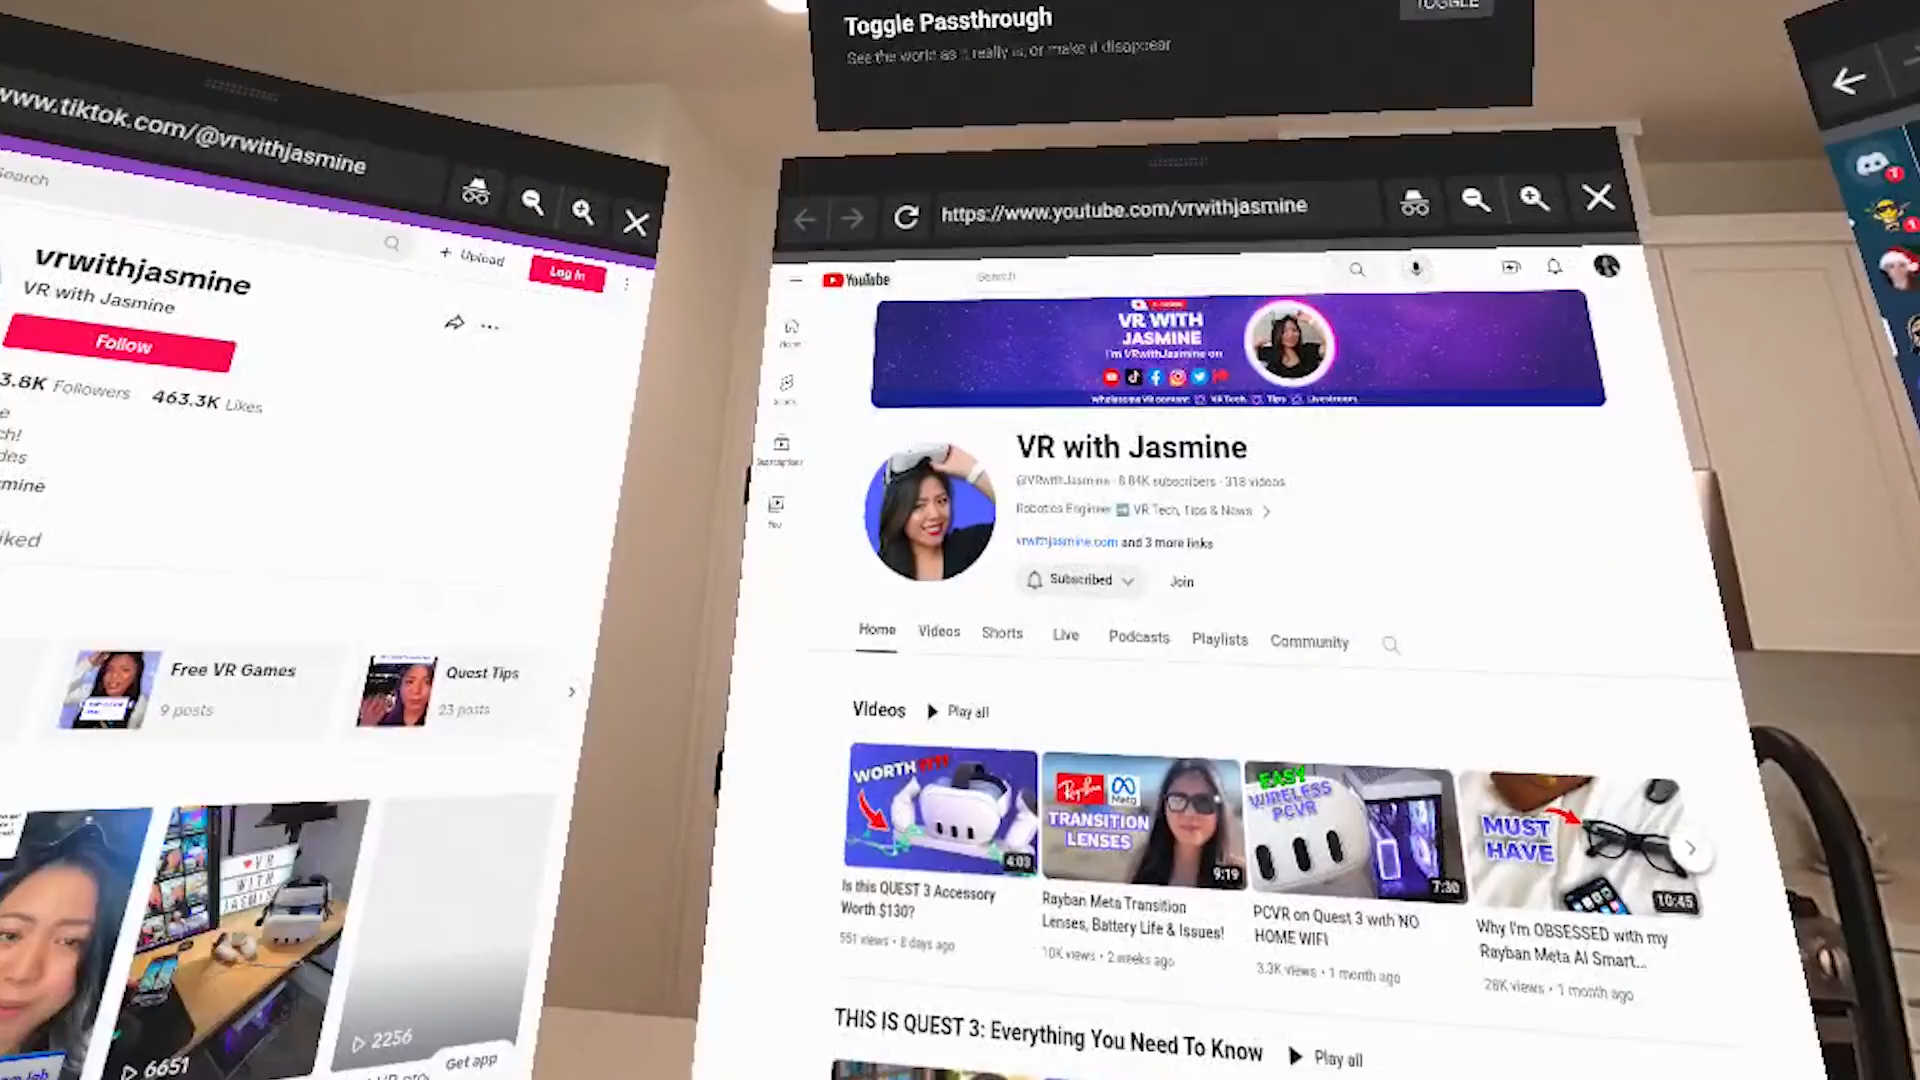 Toggle Passthrough
TOGGLE
See the world as it really is, or make it disappear
www.tiktok.com/@vrwithjasmine
Search
Upload
Log in
vrwithjasmine
VR with Jasmine
Follow
3.8K Followers 463.3K Likes
Free VR Games
9 posts
Quest Tips
23 posts
VR
WITH
6651
2256
Get app
https://www.youtube.com/vrwithjasmine
YouTube
Search
Home
Subscriptions
You
VR WITH
JASMINE
I'm VRwithJasmine on
Wholesome VR content VR Tech Tips Livestream
VR with Jasmine
@VRwithJasmine · 8.84K subscribers · 318 videos
Robotics Engineer ➡ VR Tech, Tips & News
vrwithjasmine.com and 3 more links
Subscribed
Join
Home Videos Shorts Live Podcasts Playlists Community
Videos
Play all
WORTH IT?
4:03
Is this QUEST 3 Accessory
Worth $130?
551 views • 8 days ago
Ray-Ban
Meta
TRANSITION
LENSES
9:19
Rayban Meta Transition
Lenses, Battery Life & Issues!
10K views • 2 weeks ago
EASY
WIRELESS
PCVR
7:30
PCVR on Quest 3 with NO
HOME WIFI
3.3K views • 1 month ago
MUST
HAVE
10:45
Why I'm OBSESSED with my
Rayban Meta AI Smart...
28K views • 1 month ago
THIS IS QUEST 3: Everything You Need To Know
Play all